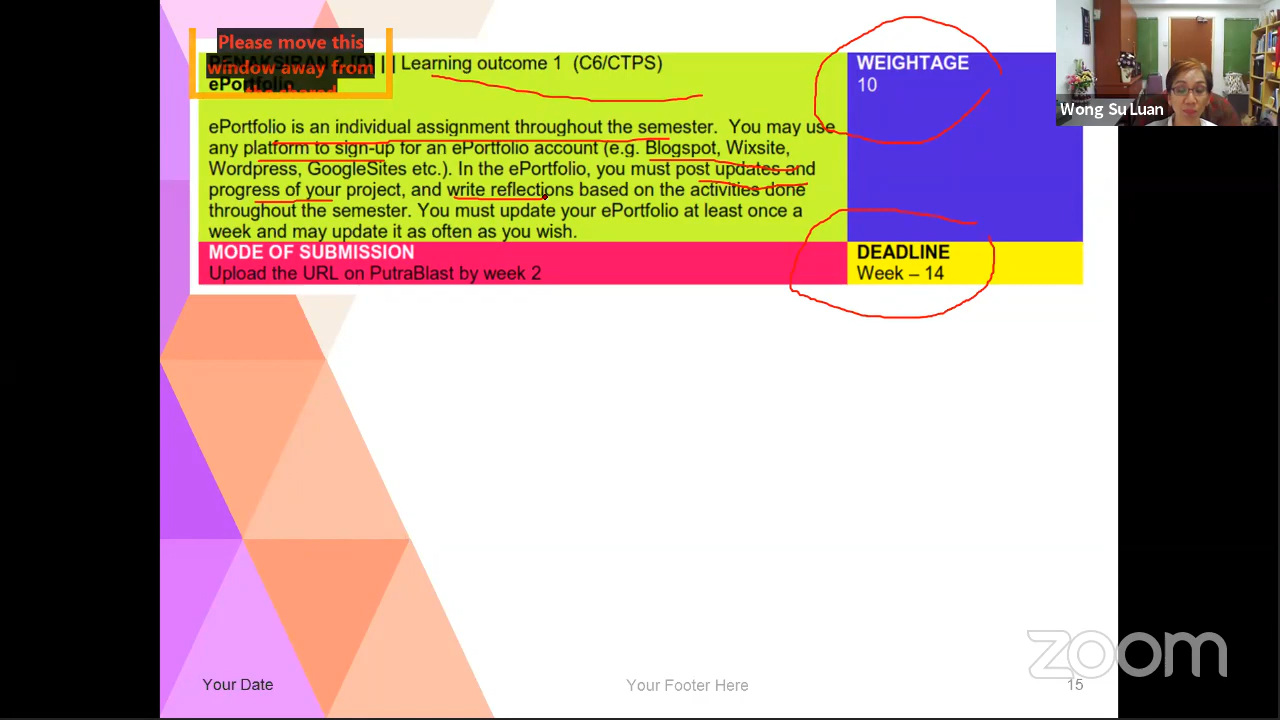 Please move this
window away from
| Learning outcome 1 (C6/CTPS)
ePortfolio
ePortfolio is an individual assignment throughout the semester. You may use
any platform to sign-up for an ePortfolio account (e.g. Blogspot, Wixsite,
Wordpress, GoogleSites etc.). In the ePortfolio, you must post updates and
progress of your project, and write reflections based on the activities done
throughout the semester. You must update your ePortfolio at least once a
week and may update it as often as you wish.
MODE OF SUBMISSION
Upload the URL on PutraBlast by week 2
WEIGHTAGE
10
DEADLINE
Week – 14
Wong Su Luan
zoom
Your Date
Your Footer Here
15